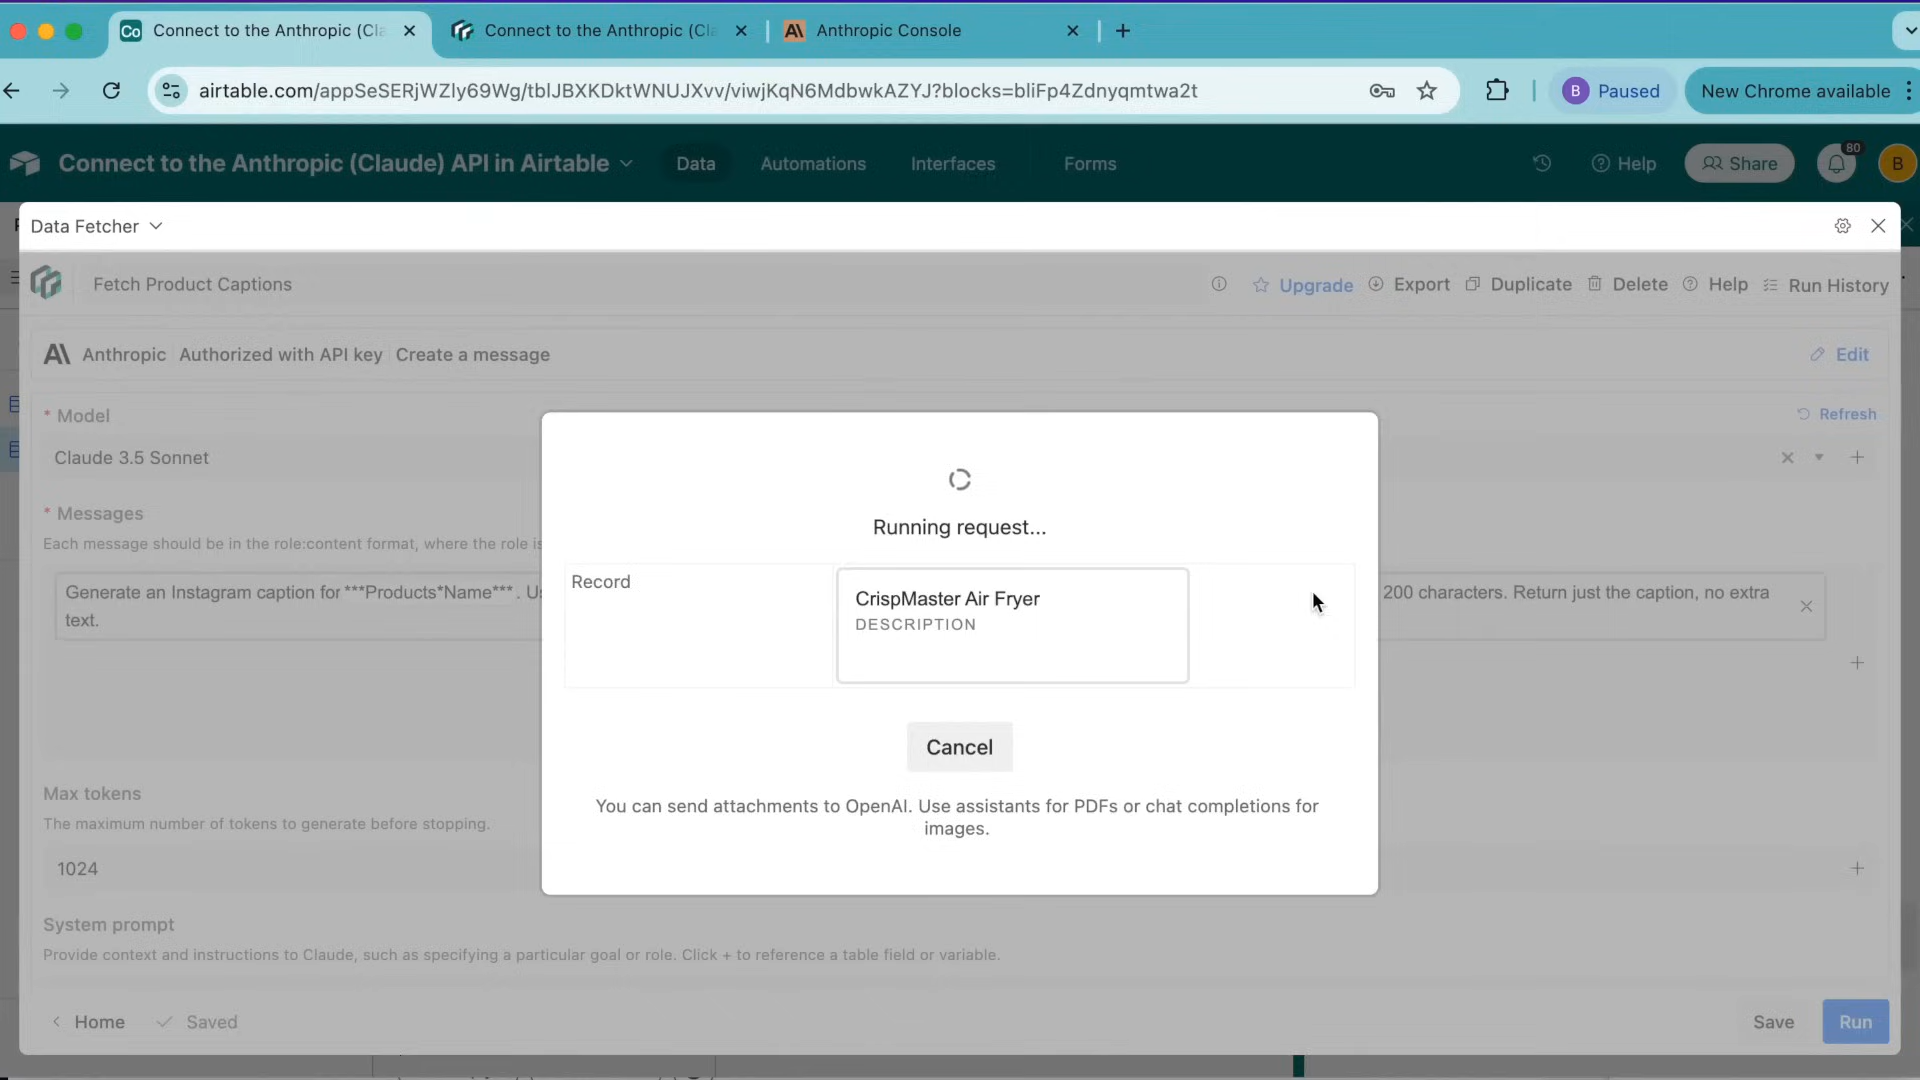 Connect to the Anthropic (Cla
Connect to the Anthropic (Cla
Anthropic Console
airtable.com/appSeSERjWZly69Wg/tblJBXKDktWNUJXvv/viwjKqN6MdbwkAZYJ?blocks=bliFp4Zdnyqmtwa2t
B Paused
New Chrome available
Connect to the Anthropic (Claude) API in Airtable
Data
Automations
Interfaces
Forms
Help
Share
80
B
Data Fetcher
Fetch Product Captions
Upgrade
Export
Duplicate
Delete
Help
Run History
Anthropic Authorized with API key Create a message
Edit
* Model
Refresh
Claude 3.5 Sonnet
* Messages
Each message should be in the role:content format, where the role is
Generate an Instagram caption for ***Products*Name***. Us
200 characters. Return just the caption, no extra
text.
Running request...
Record
CrispMaster Air Fryer
DESCRIPTION
Cancel
You can send attachments to OpenAI. Use assistants for PDFs or chat completions for
images.
Max tokens
The maximum number of tokens to generate before stopping.
1024
System prompt
Provide context and instructions to Claude, such as specifying a particular goal or role. Click + to reference a table field or variable.
Home
Saved
Save
Run